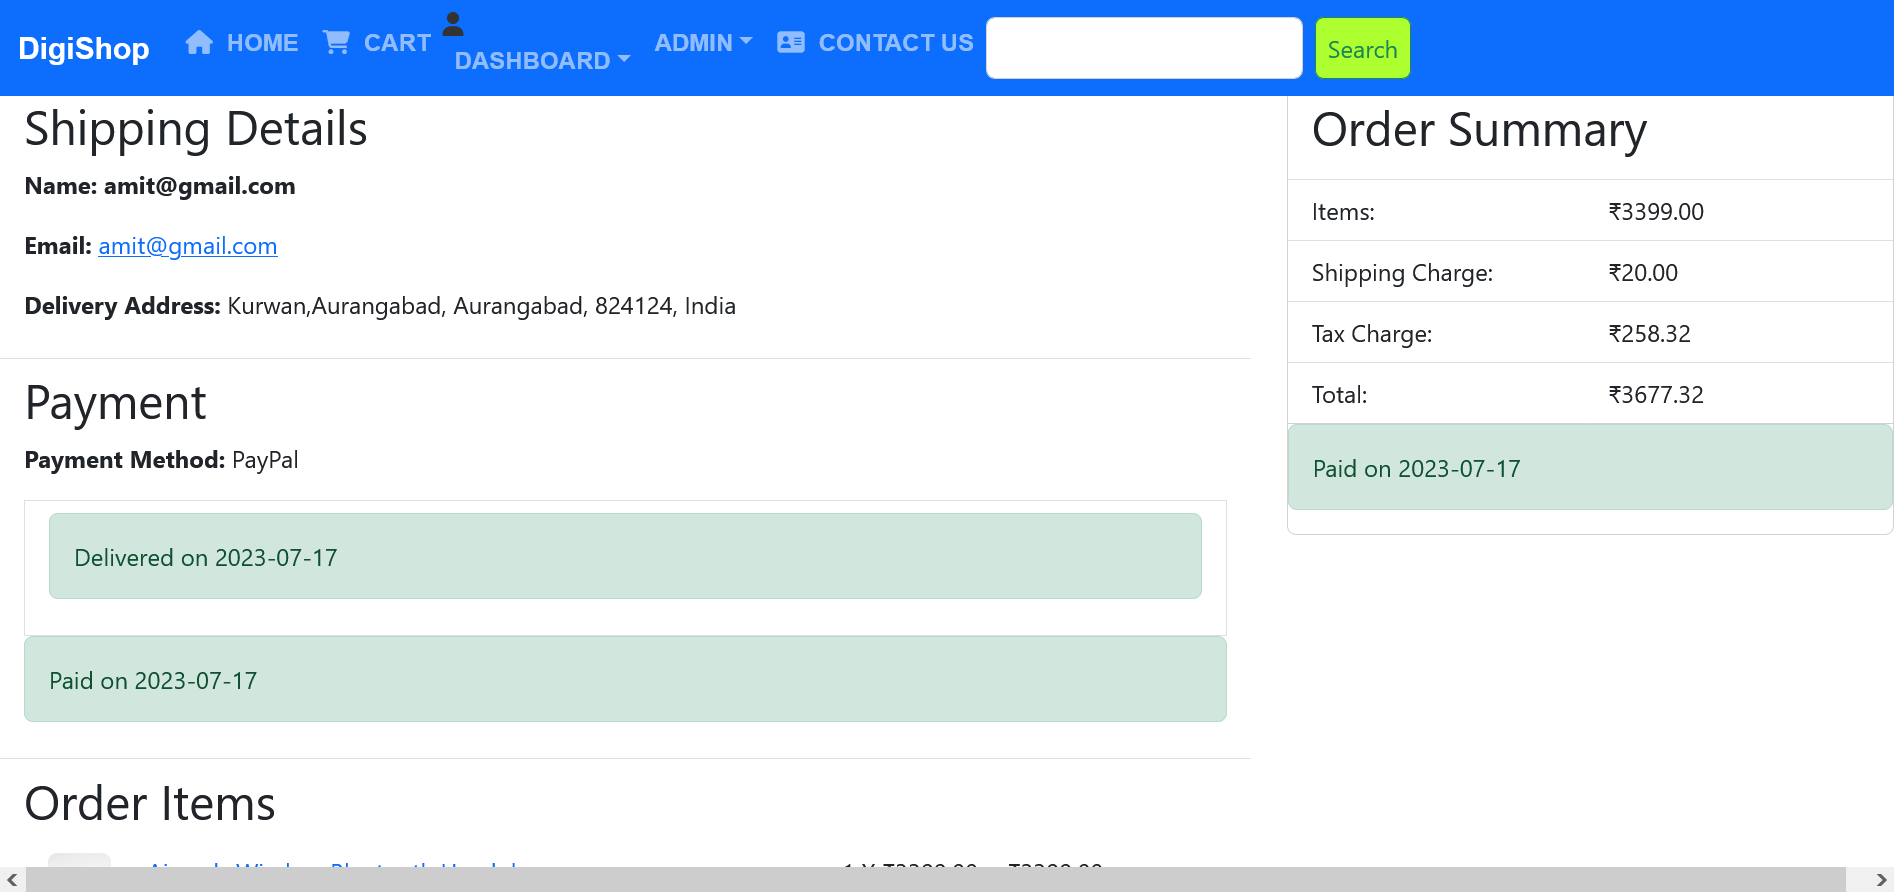 DigiShop HOME CART DASHBOARD ADMIN CONTACT US Search
Shipping Details
Name: amit@gmail.com
Email: amit@gmail.com
Delivery Address: Kurwan,Aurangabad, Aurangabad, 824124, India
Payment
Payment Method: PayPal
Delivered on 2023-07-17
Paid on 2023-07-17
Order Items
Order Summary
Items: ₹3399.00
Shipping Charge: ₹20.00
Tax Charge: ₹258.32
Total: ₹3677.32
Paid on 2023-07-17